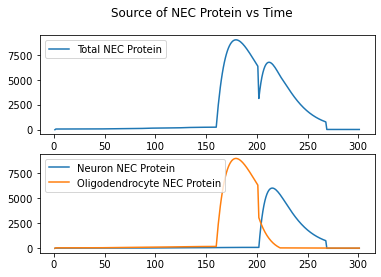 Source of NEC Protein vs Time
Total NEC Protein
7500
5000
2500
0
0 50 100 150 200 250 300
Neuron NEC Protein
Oligodendrocyte NEC Protein
7500
5000
2500
0
0 50 100 150 200 250 300